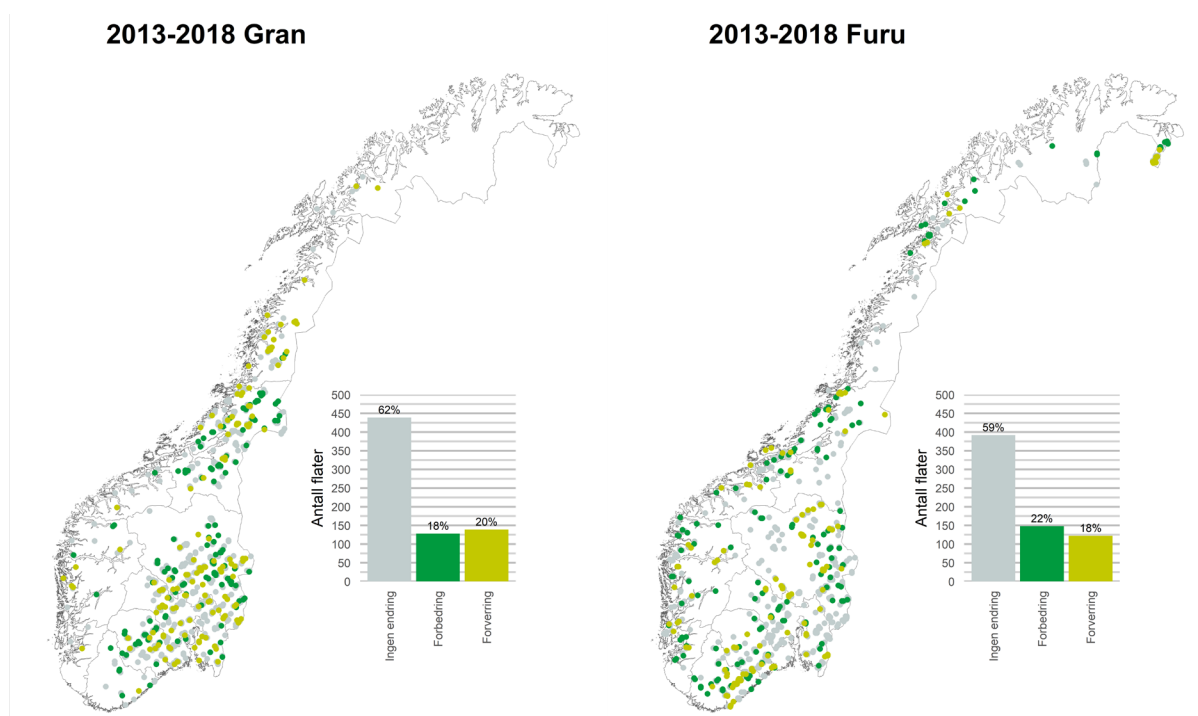 2013-2018 Gran
2013-2018 Furu
500
450
400
350
300
250
200
150
100
50
0
Antall flater
62%
18%
20%
Ingen endring
Forbedring
Forverring
500
450
400
350
300
250
200
150
100
50
0
Antall flater
59%
22%
18%
Ingen endring
Forbedring
Forverring